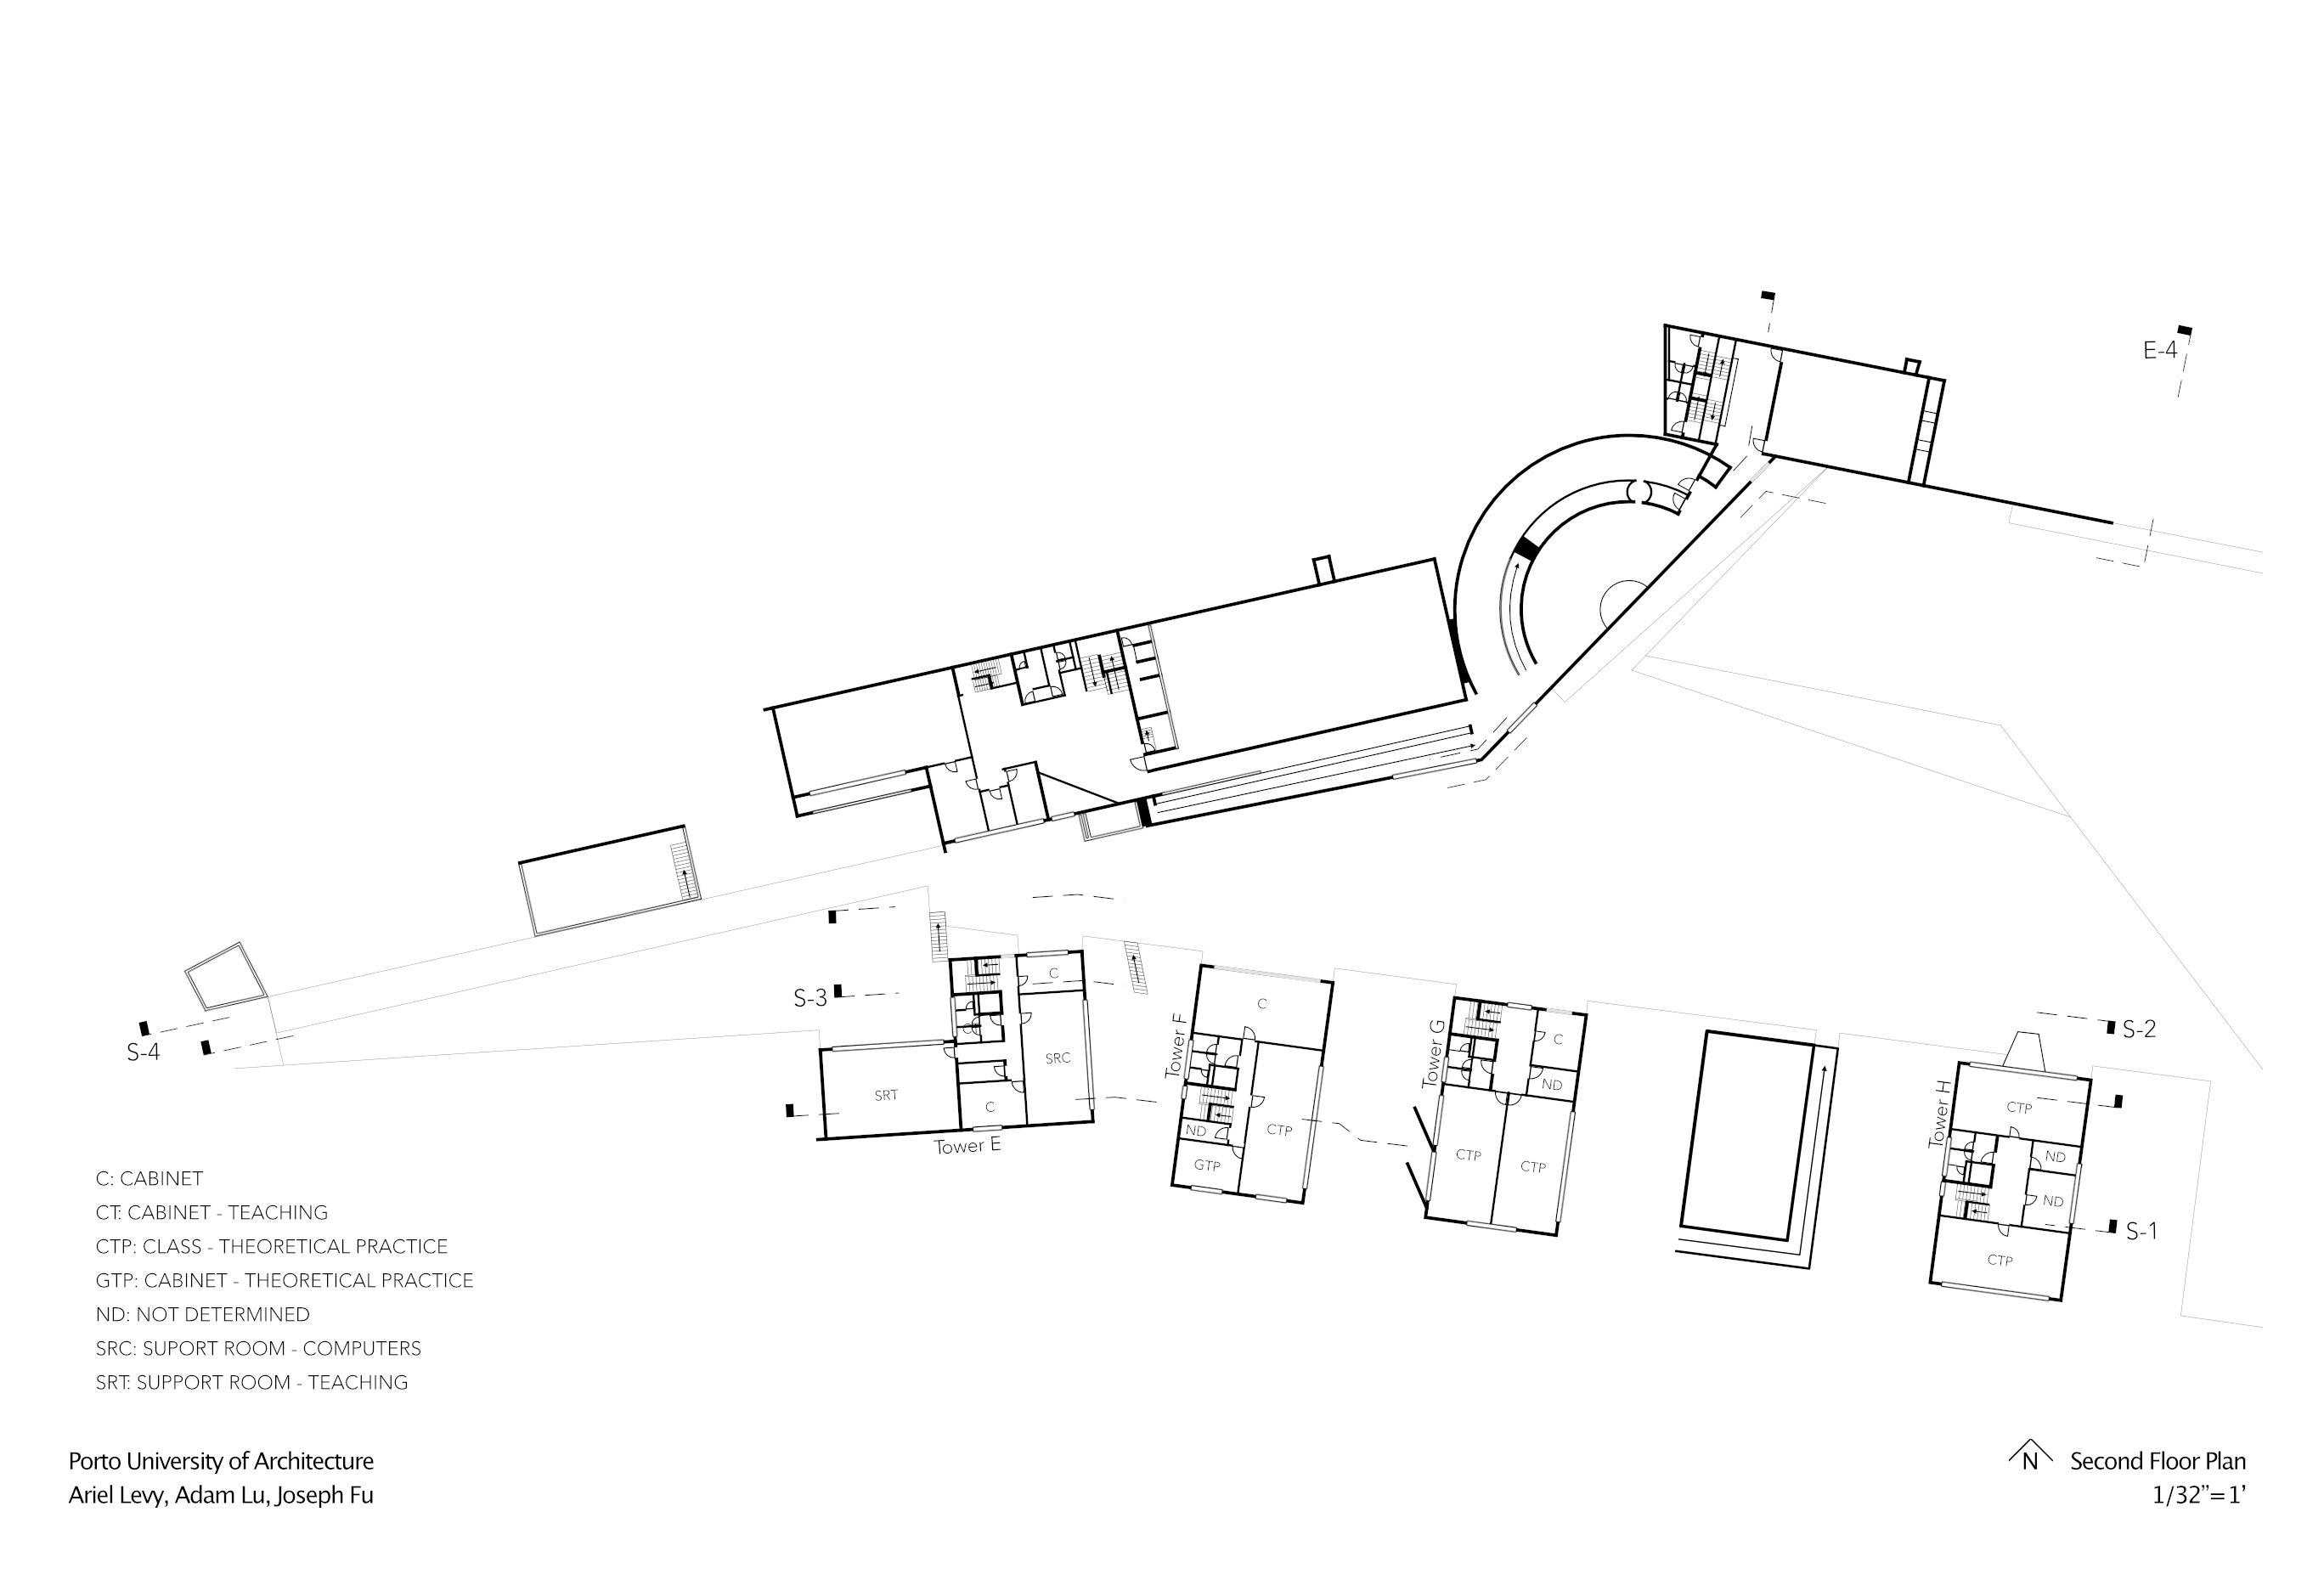 E-4
C
S-3
C
Tower F
Tower G
C
S-2
S-4
SRC
ND
SRT
C
CTP
Tower H
ND
CTP
Tower E
ND
GTP
CTP
CTP
ND
ND
S-1
CTP
C: CABINET
CT: CABINET - TEACHING
CTP: CLASS - THEORETICAL PRACTICE
GTP: CABINET - THEORETICAL PRACTICE
ND: NOT DETERMINED
SRC: SUPORT ROOM - COMPUTERS
SRT: SUPPORT ROOM - TEACHING
Porto University of Architecture
Ariel Levy, Adam Lu, Joseph Fu
N
Second Floor Plan
1/32”=1’